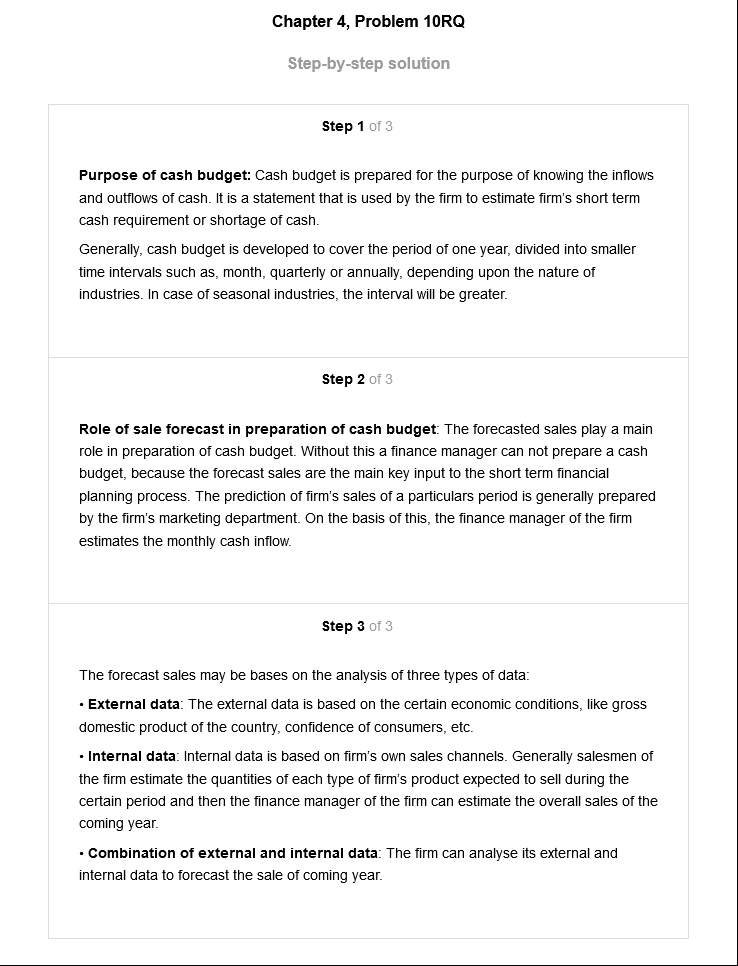 Chapter 4, Problem 10RQ
Step-by-step solution
Step 1 of 3
Purpose of cash budget: Cash budget is prepared for the purpose of knowing the inflows
and outflows of cash. It is a statement that is used by the firm to estimate firm's short term
cash requirement or shortage of cash.
Generally, cash budget is developed to cover the period of one year, divided into smaller
time intervals such as, month, quarterly or annually, depending upon the nature of
industries. In case of seasonal industries, the interval will be greater.
Step 2 of 3
Role of sale forecast in preparation of cash budget: The forecasted sales play a main
role in preparation of cash budget. Without this a finance manager can not prepare a cash
budget, because the forecast sales are the main key input to the short term financial
planning process. The prediction of firm's sales of a particulars period is generally prepared
by the firm's marketing department. On the basis of this, the finance manager of the firm
estimates the monthly cash inflow.
Step 3 of 3
The forecast sales may be bases on the analysis of three types of data:
• External data: The external data is based on the certain economic conditions, like gross
domestic product of the country, confidence of consumers, etc.
• Internal data: Internal data is based on firm's own sales channels. Generally salesmen of
the firm estimate the quantities of each type of firm's product expected to sell during the
certain period and then the finance manager of the firm can estimate the overall sales of the
coming year.
• Combination of external and internal data: The firm can analyse its external and
internal data to forecast the sale of coming year.